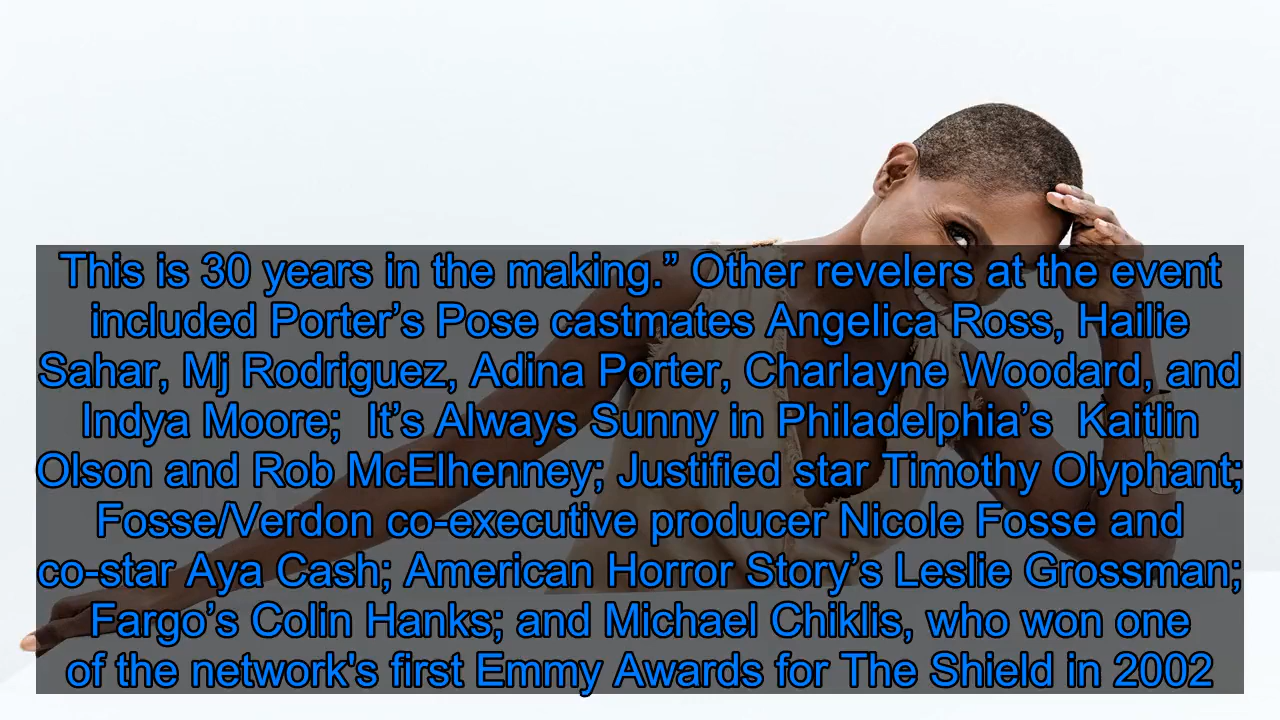 This is 30 years in the making.” Other revelers at the event
included Porter’s Pose castmates Angelica Ross, Hailie
Sahar, Mj Rodriguez, Adina Porter, Charlayne Woodard, and
Indya Moore;  It’s Always Sunny in Philadelphia’s  Kaitlin
Olson and Rob McElhenney; Justified star Timothy Olyphant;
Fosse/Verdon co-executive producer Nicole Fosse and
co-star Aya Cash; American Horror Story’s Leslie Grossman;
Fargo’s Colin Hanks; and Michael Chiklis, who won one
of the network's first Emmy Awards for The Shield in 2002